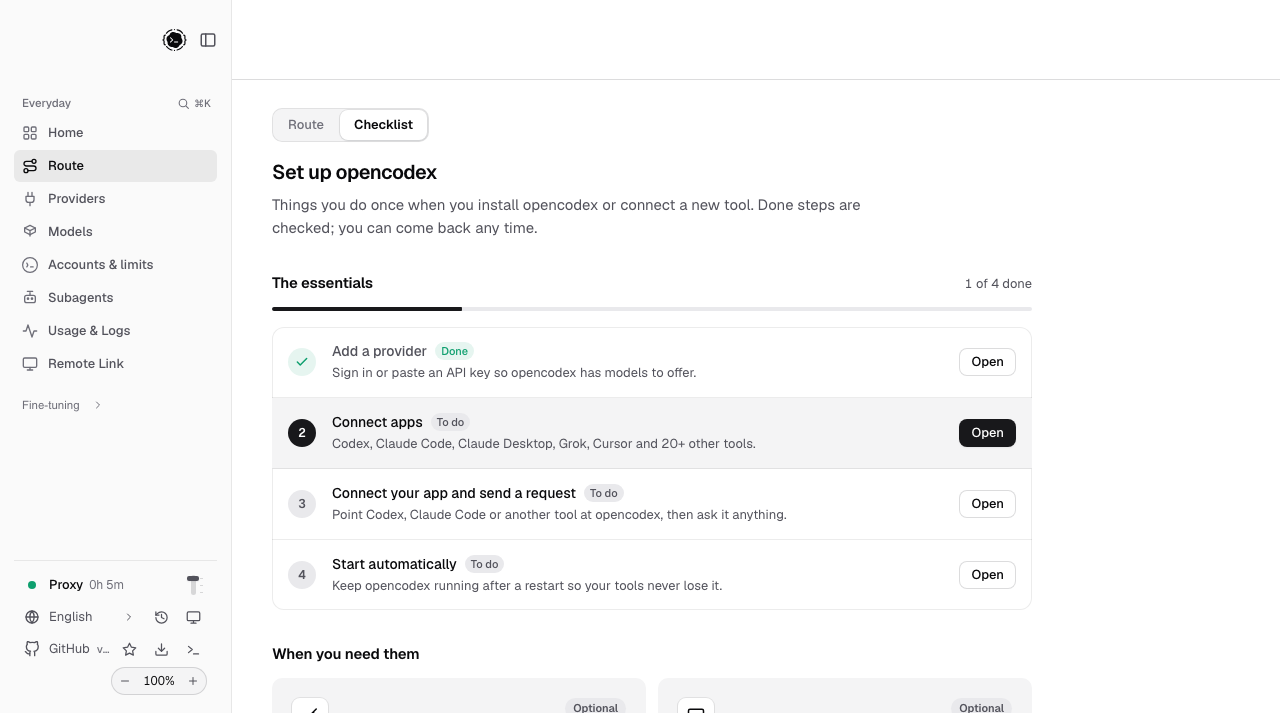 Everyday
⌘K
Home
Route
Providers
Models
Accounts & limits
Subagents
Usage & Logs
Remote Link
Fine-tuning
Proxy 0h 5m
English
GitHub v...
100%
Route Checklist
Set up opencodex
Things you do once when you install opencodex or connect a new tool. Done steps are
checked; you can come back any time.
The essentials 1 of 4 done
Add a provider Done
Sign in or paste an API key so opencodex has models to offer.
Open
2 Connect apps To do
Codex, Claude Code, Claude Desktop, Grok, Cursor and 20+ other tools.
Open
3 Connect your app and send a request To do
Point Codex, Claude Code or another tool at opencodex, then ask it anything.
Open
4 Start automatically To do
Keep opencodex running after a restart so your tools never lose it.
Open
When you need them
Optional Optional